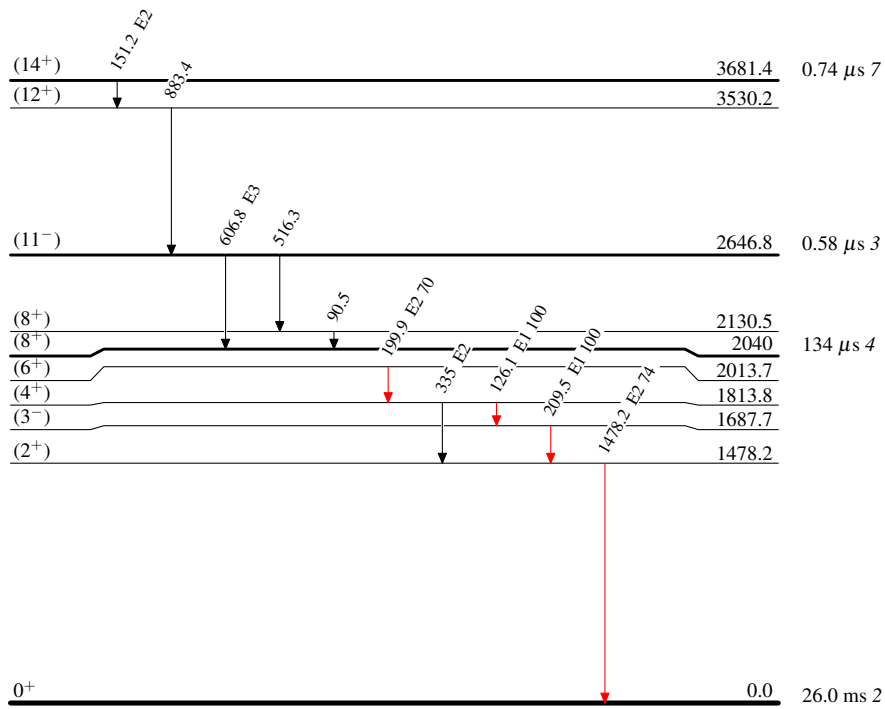 151.2 E2
(14⁺) 3681.4 0.74 μs 7
883.4
(12⁺) 3530.2
606.8 E3
516.3
(11⁻) 2646.8 0.58 μs 3
90.5
199.9 E2 70
(8⁺) 2130.5
(8⁺) 2040 134 μs 4
335 E2
126.1 E1 100
209.5 E1 100
(6⁺) 2013.7
(4⁺) 1813.8
1478.2 E2 74
(3⁻) 1687.7
(2⁺) 1478.2
0⁺ 0.0 26.0 ms 2